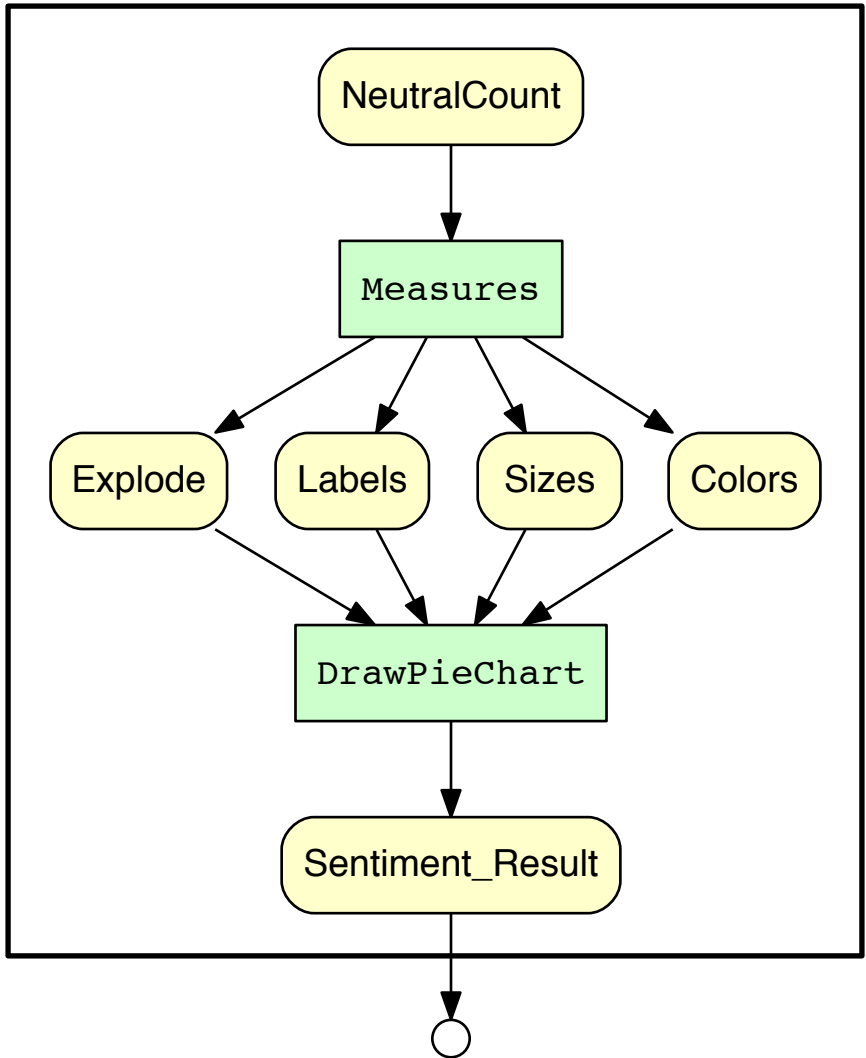 NeutralCount
Measures
Explode
Labels
Sizes
Colors
DrawPieChart
Sentiment_Result